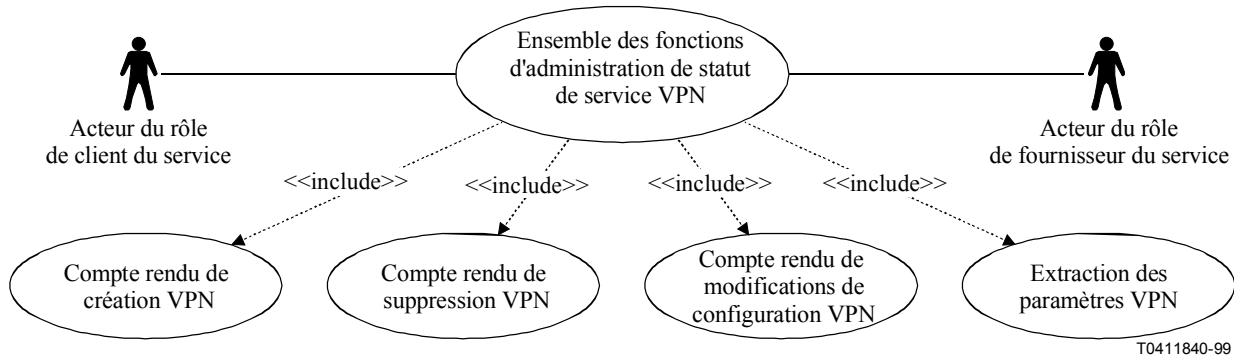 Ensemble des fonctions
d'administration de statut
de service VPN
Acteur du rôle
de client du service
Acteur du rôle
de fournisseur du service
<<include>>
<<include>>
<<include>>
<<include>>
Compte rendu de
création VPN
Compte rendu de
suppression VPN
Compte rendu de
modifications de
configuration VPN
Extraction des
paramètres VPN
T0411840-99